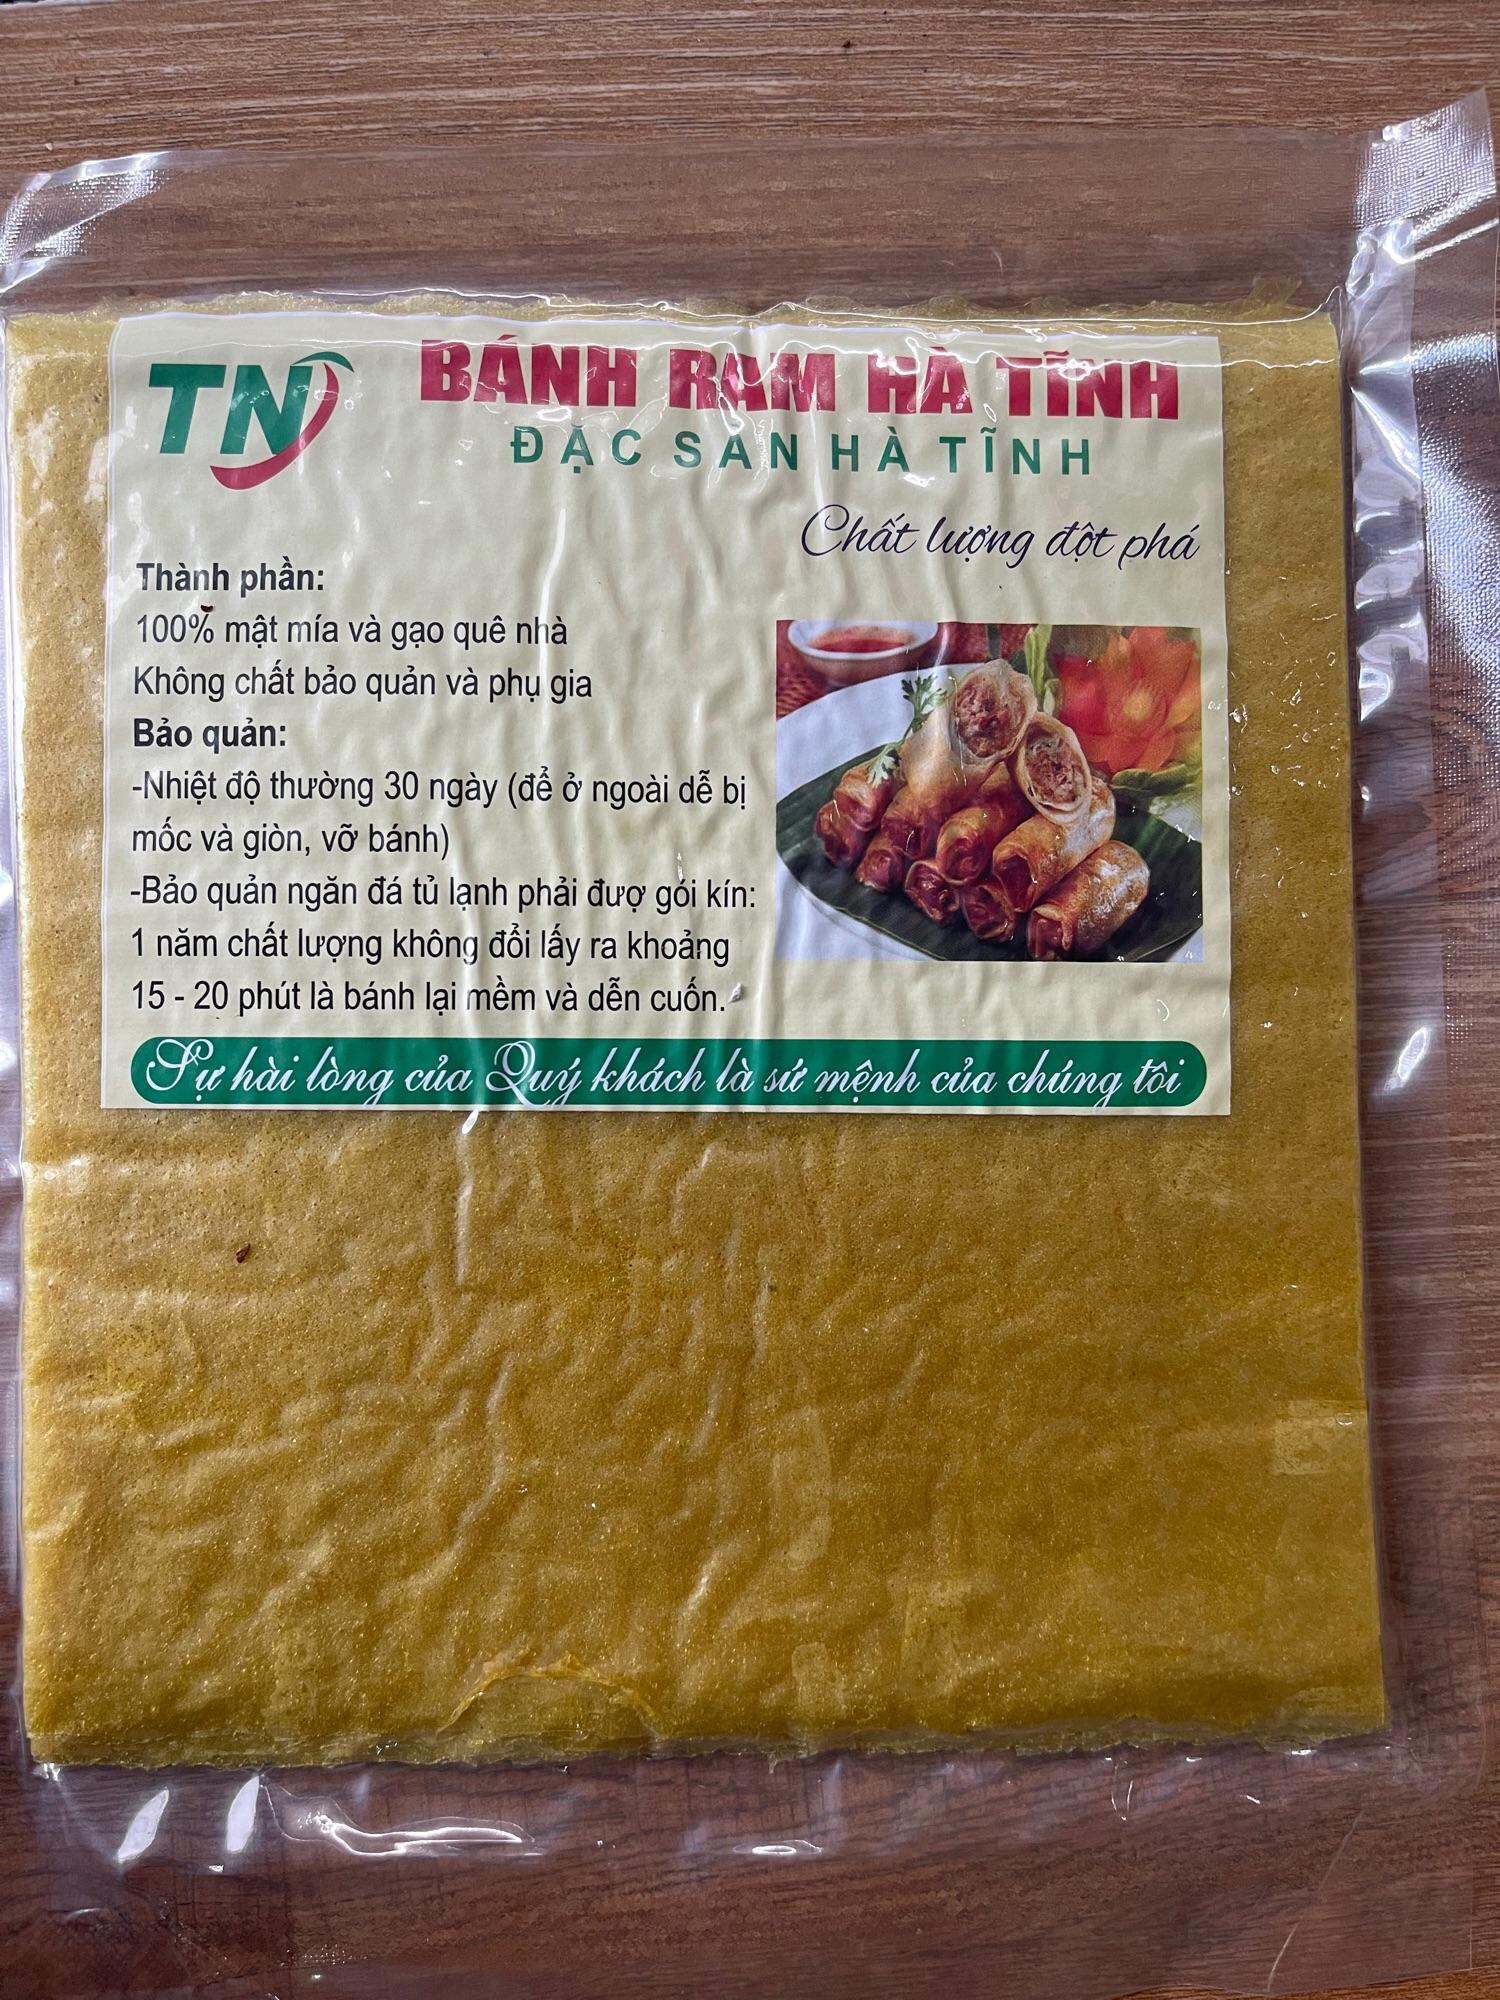 TN
BÁNH RAM HÀ TĨNH
ĐẶC SẢN HÀ TĨNH
Chất lượng đột phá
Thành phần:
100% mật mía và gạo quê nhà
Không chất bảo quản và phụ gia
Bảo quản:
-Nhiệt độ thường 30 ngày (để ở ngoài dễ bị
mốc và giòn, vỡ bánh)
-Bảo quản ngăn đá tủ lạnh phải đượ gói kín:
1 năm chất lượng không đổi lấy ra khoảng
15 - 20 phút là bánh lại mềm và dễn cuốn.
Sự hài lòng của Quý khách là sứ mệnh của chúng tôi